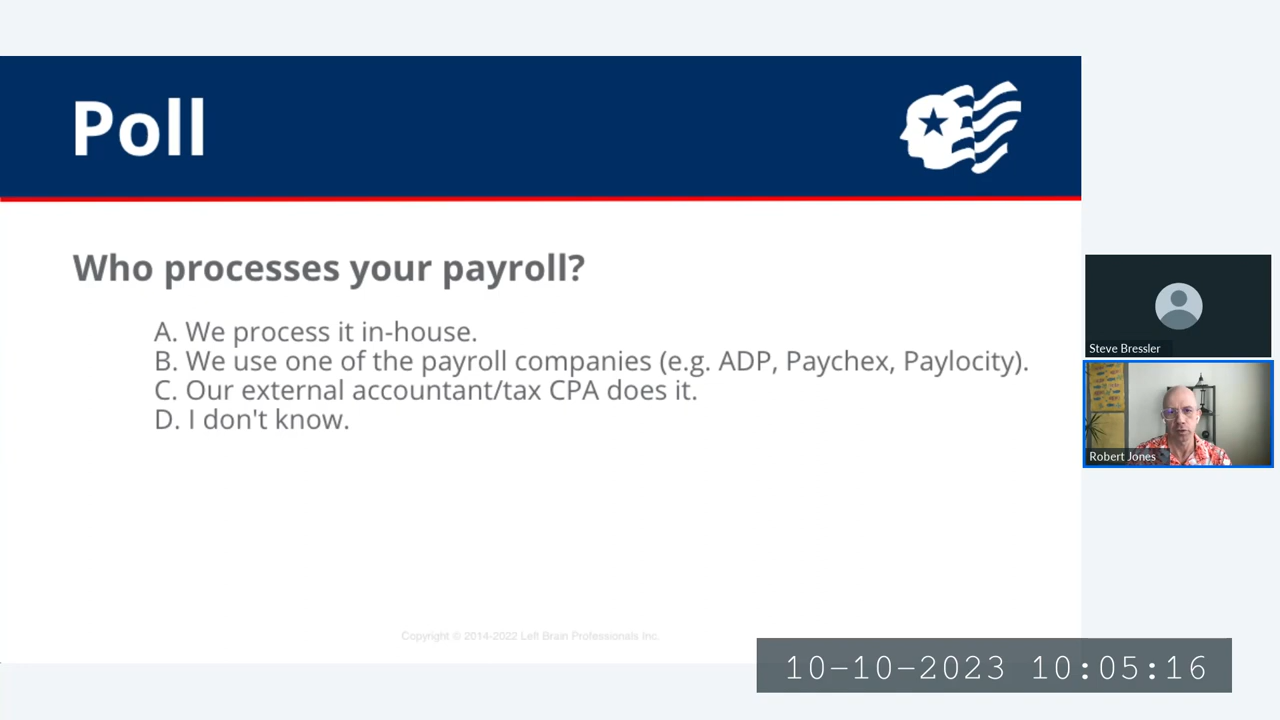 Poll
Who processes your payroll?
A. We process it in-house.
B. We use one of the payroll companies (e.g. ADP, Paychex, Paylocity).
C. Our external accountant/tax CPA does it.
D. I don't know.
Steve Bressler
Robert Jones
Copyright © 2014-2022 Left Brain Professionals Inc.
10-10-2023 10:05:16